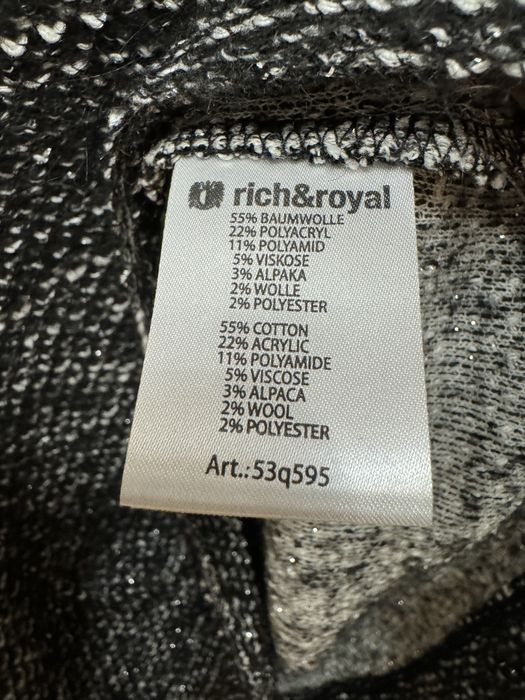 rich&royal
55% BAUMWOLLE
22% POLYACRYL
11% POLYAMID
5% VISKOSE
3% ALPAKA
2% WOLLE
2% POLYESTER
55% COTTON
22% ACRYLIC
11% POLYAMIDE
5% VISCOSE
3% ALPACA
2% WOOL
2% POLYESTER
Art.:53q595